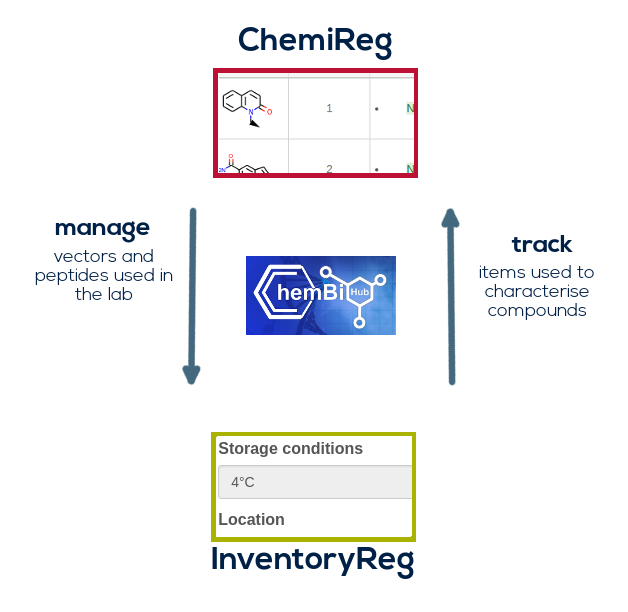 ChemiReg
N
O
1
•
N
O
2N
2
•
N
manage
vectors and
peptides used in
the lab
track
items used to
characterise
compounds
hemBi Hub
Storage conditions
4°C
Location
InventoryReg